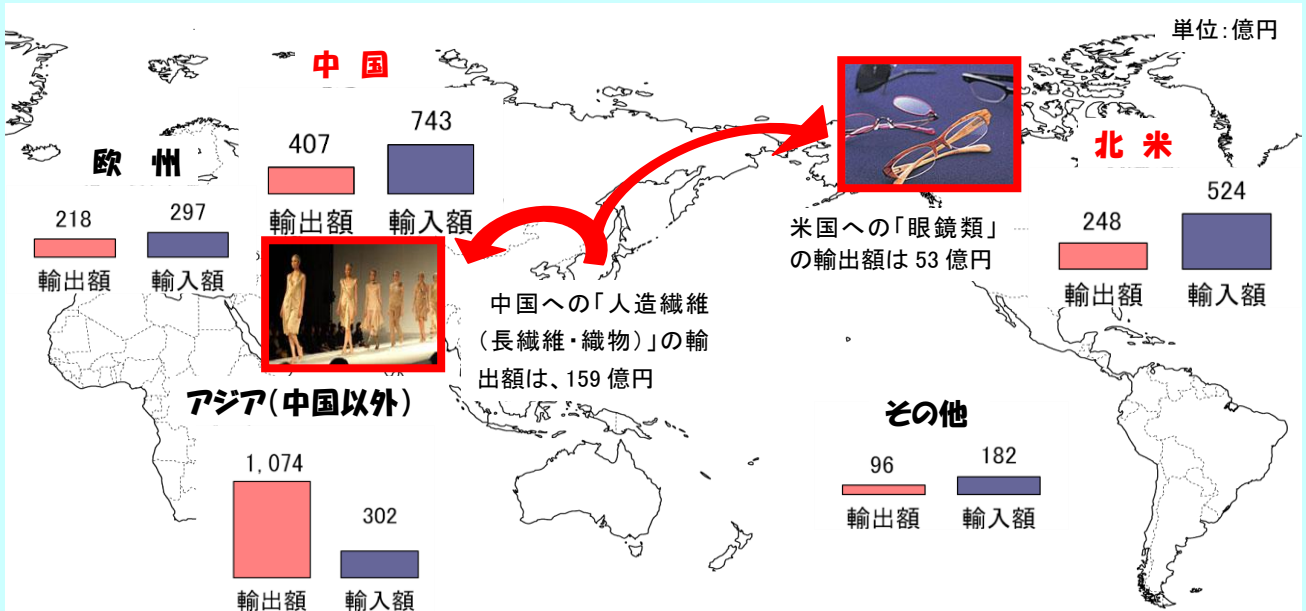 単位：億円
中国
407
743
輸出額
輸入額
欧州
218
297
輸出額
輸入額
北米
248
524
輸出額
輸入額
米国への「眼鏡類」
の輸出額は 53 億円
中国への「人造繊維
（長繊維・織物）」の輸
出額は、159 億円
アジア（中国以外）
1,074
302
輸出額
輸入額
その他
96
182
輸出額
輸入額